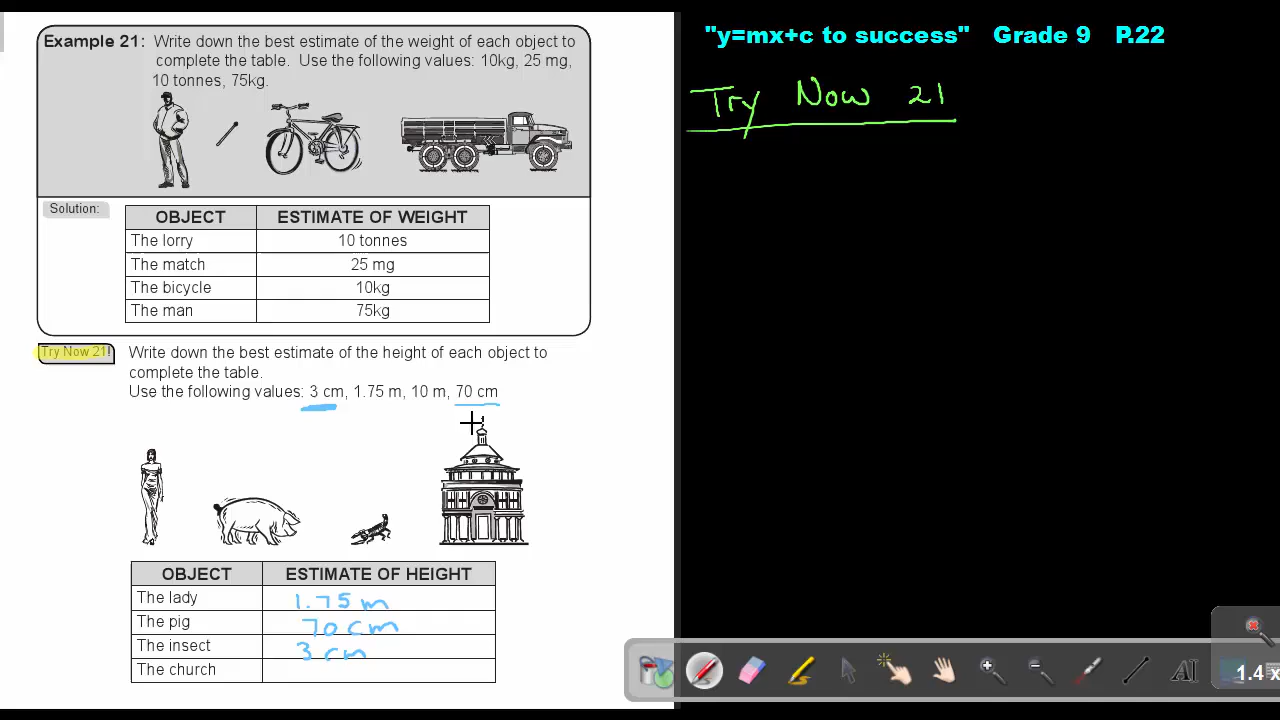 Example 21: Write down the best estimate of the weight of each object to
complete the table. Use the following values: 10kg, 25 mg,
10 tonnes, 75kg.
Solution:
OBJECT ESTIMATE OF WEIGHT
The lorry 10 tonnes
The match 25 mg
The bicycle 10kg
The man 75kg
Try Now 21! Write down the best estimate of the height of each object to
complete the table.
Use the following values: 3 cm, 1.75 m, 10 m, 70 cm
OBJECT ESTIMATE OF HEIGHT
The lady 1.75 m
The pig 70 cm
The insect 3 cm
The church
"y=mx+c to success" Grade 9 P.22
Try Now 21
AI
1.4 x